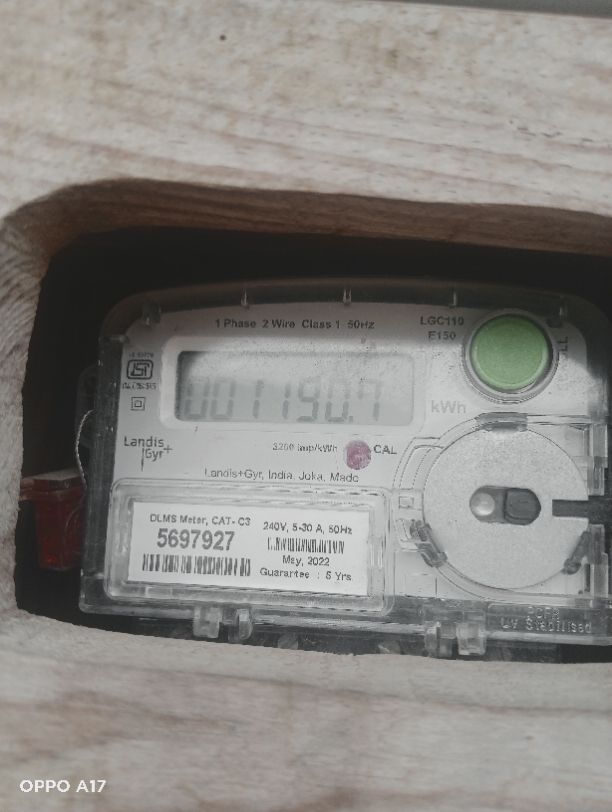 1 Phase 2 Wire Class 1 50Hz
LGC110
E150
001190.7
kWh
Landis
Gyr+
3200 imp/kWh
CAL
Landis+Gyr, India, Joka,
DLMS Meter, CAT- C3
5697927
240V, 5-30 A, 50Hz
May, 2022
Guarantee : 5 Yrs.
UV Stabilised
OPPO A17